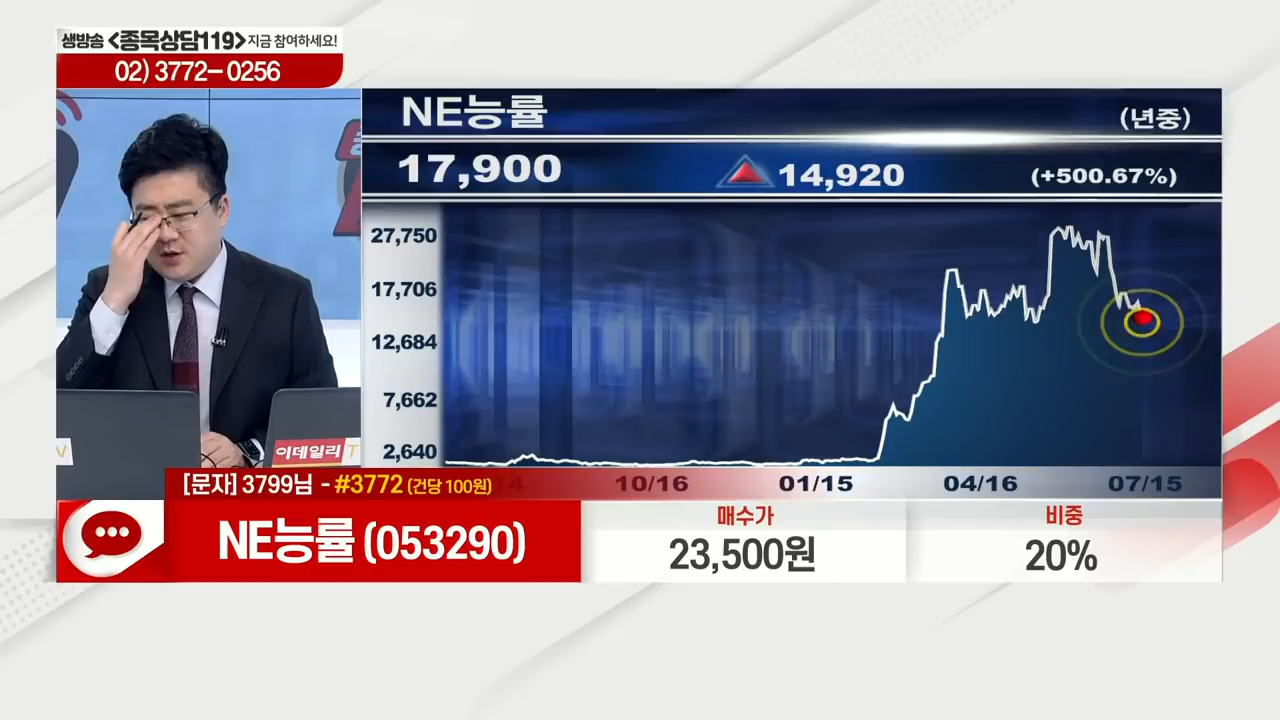 생방송 <종목상담119> 지금 참여하세요!
02) 3772-0256
NE능률
(년중)
17,900
14,920
(+500.67%)
27,750
17,706
12,684
7,662
2,640
10/16
01/15
04/16
07/15
이데일리 T
[문자] 3799님 - #3772 (건당 100원)
NE능률 (053290)
매수가
23,500원
비중
20%